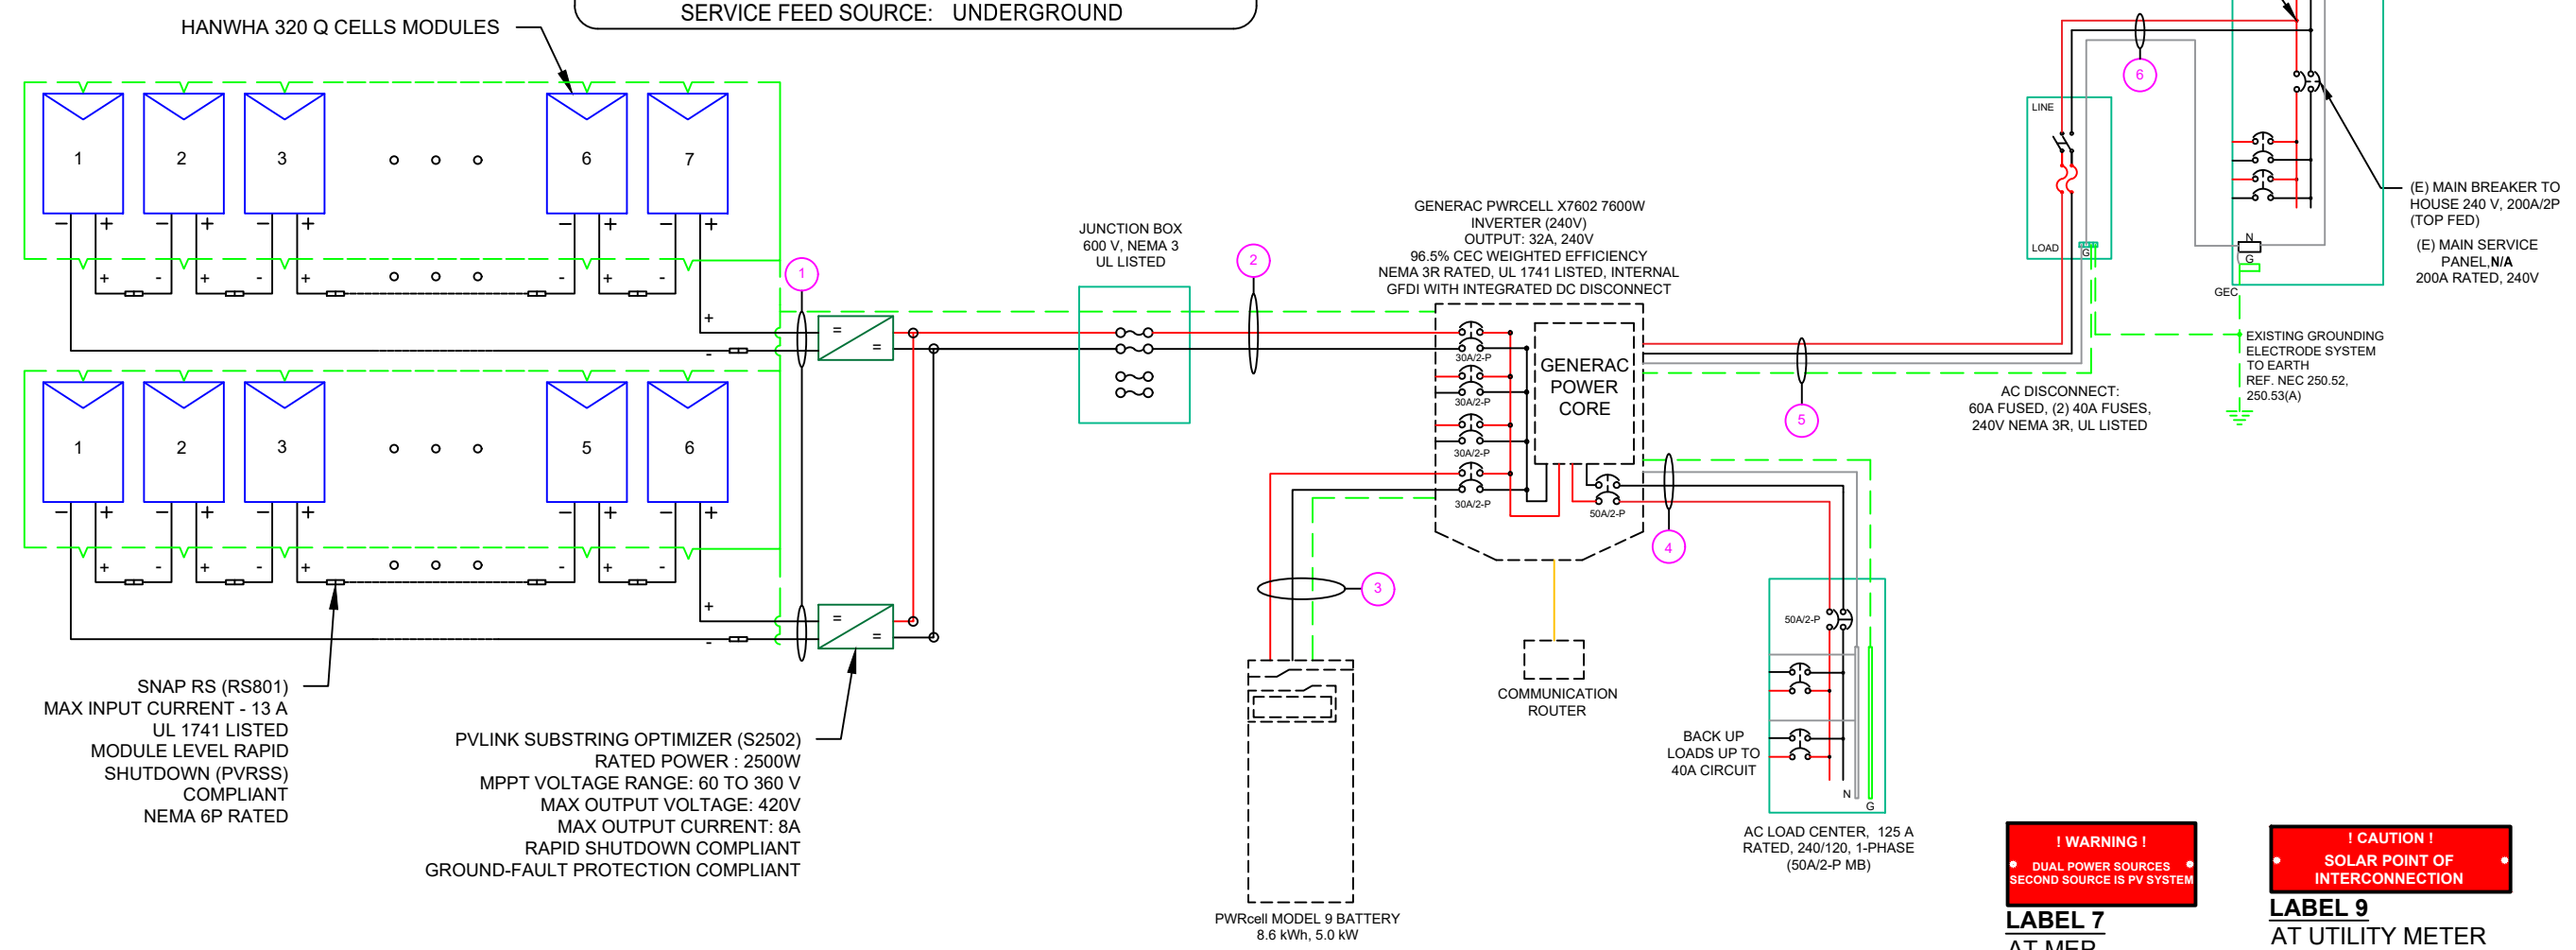 SERVICE FEED SOURCE: UNDERGROUND
HANWHA 320 Q CELLS MODULES
1 2 3 6 7
− + − + − + − + − +
+ - + - + - + -
+
-
1
1 2 3 5 6
− + − + − + − + − +
+ - + - + - + -
+
-
= =
= =
SNAP RS (RS801)
MAX INPUT CURRENT - 13 A
UL 1741 LISTED
MODULE LEVEL RAPID
SHUTDOWN (PVRSS)
COMPLIANT
NEMA 6P RATED
PVLINK SUBSTRING OPTIMIZER (S2502)
RATED POWER : 2500W
MPPT VOLTAGE RANGE: 60 TO 360 V
MAX OUTPUT VOLTAGE: 420V
MAX OUTPUT CURRENT: 8A
RAPID SHUTDOWN COMPLIANT
GROUND-FAULT PROTECTION COMPLIANT
JUNCTION BOX
600 V, NEMA 3
UL LISTED
2
GENERAC PWRCELL X7602 7600W
INVERTER (240V)
OUTPUT: 32A, 240V
96.5% CEC WEIGHTED EFFICIENCY
NEMA 3R RATED, UL 1741 LISTED, INTERNAL
GFDI WITH INTEGRATED DC DISCONNECT
30A/2-P
30A/2-P
30A/2-P
30A/2-P
GENERAC
POWER
CORE
50A/2-P
3
4
5
6
COMMUNICATION
ROUTER
PWRcell MODEL 9 BATTERY
8.6 kWh, 5.0 kW
50A/2-P
BACK UP
LOADS UP TO
40A CIRCUIT
N
G
AC LOAD CENTER, 125 A
RATED, 240/120, 1-PHASE
(50A/2-P MB)
LINE
LOAD
G
AC DISCONNECT:
60A FUSED, (2) 40A FUSES,
240V NEMA 3R, UL LISTED
(E) MAIN BREAKER TO
HOUSE 240 V, 200A/2P
(TOP FED)
(E) MAIN SERVICE
PANEL,N/A
200A RATED, 240V
N
G
GEC
EXISTING GROUNDING
ELECTRODE SYSTEM
TO EARTH
REF. NEC 250.52,
250.53(A)
! WARNING !
DUAL POWER SOURCES
SECOND SOURCE IS PV SYSTEM
LABEL 7
AT MER
! CAUTION !
SOLAR POINT OF
INTERCONNECTION
LABEL 9
AT UTILITY METER